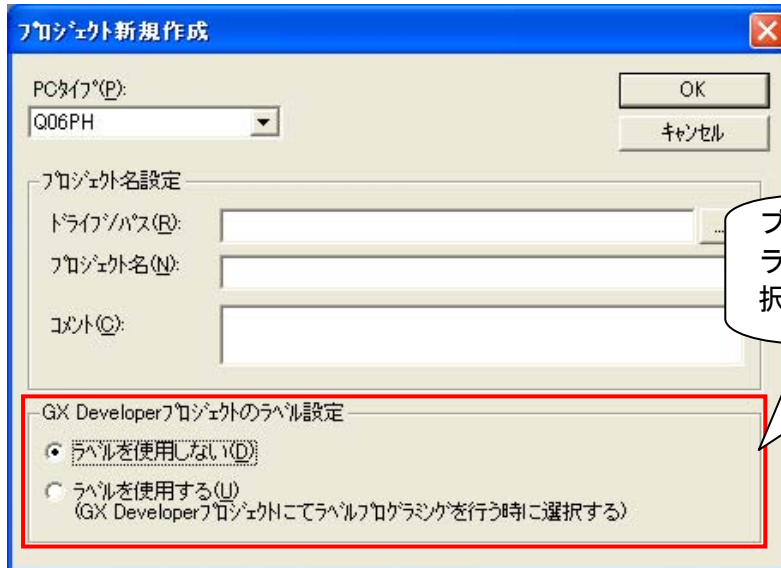 プロジェクト新規作成
PCタイプ(P):
Q06PH
OK
キャンセル
プロジェクト名設定
ドライブ/パス(R):
...
プロジェクト名(N):
コメント(C):
プ
ラ
択
GX Developerプロジェクトのラベル設定
ラベルを使用しない(D)
ラベルを使用する(U)
(GX Developerプロジェクトにてラベルプログラミングを行う時に選択する)